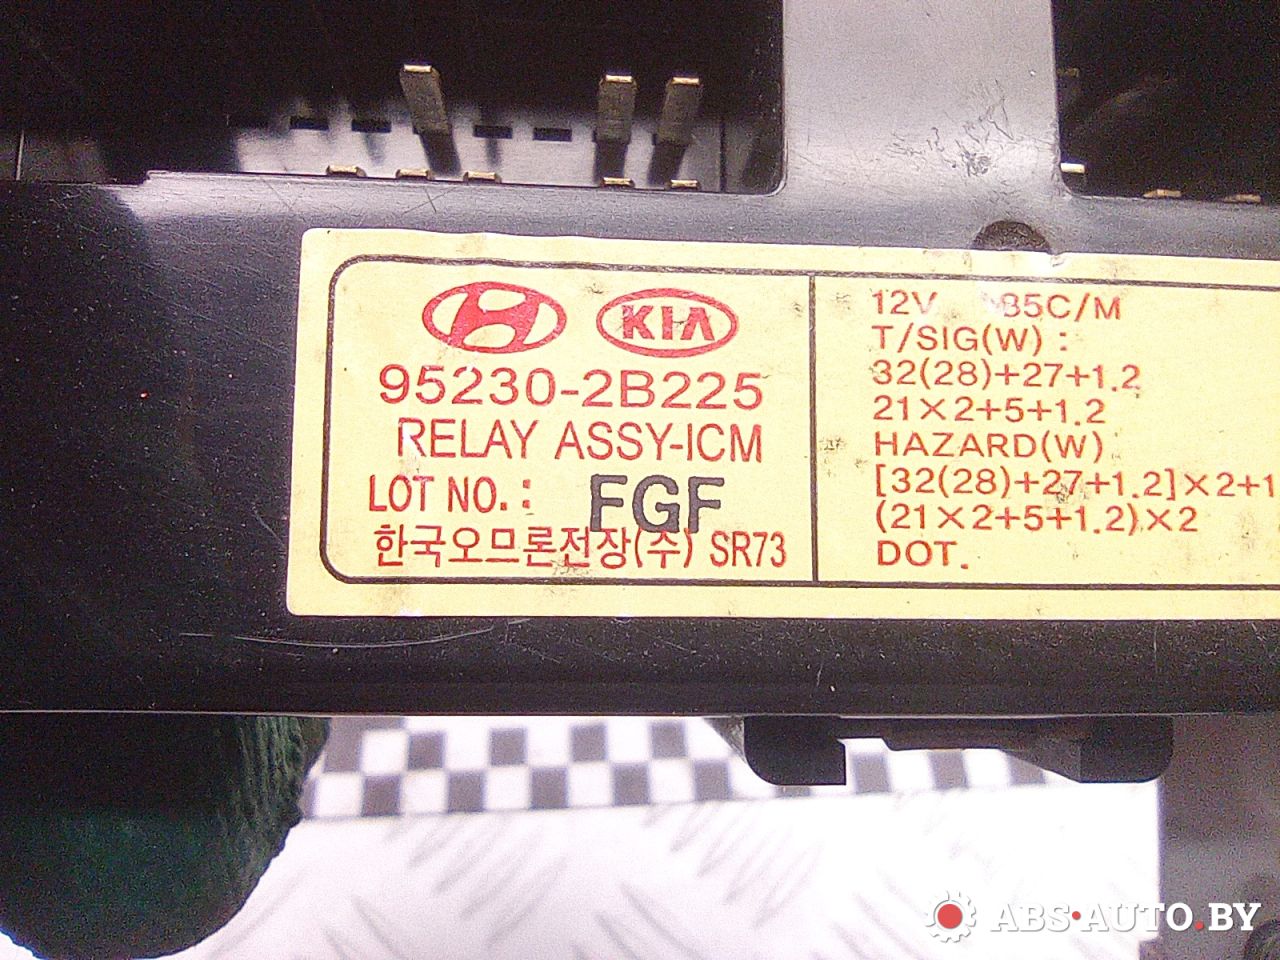 KIA
95230-2B225
RELAY ASSY-ICM
LOT NO.: FGF
한국오므론전장(주) SR73
12V 85C/M
T/SIG(W) :
32(28)+27+1.2
21×2+5+1.2
HAZARD(W)
[32(28)+27+1.2]×2+1
(21×2+5+1.2)×2
DOT.
ABS·AUTO.BY